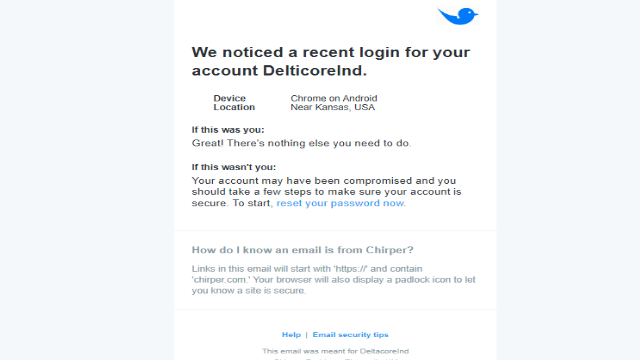 We noticed a recent login for your
account DelticoreInd.
Device Chrome on Android
Location Near Kansas, USA
If this was you:
Great! There's nothing else you need to do.
If this wasn't you:
Your account may have been compromised and you
should take a few steps to make sure your account is
secure. To start, reset your password now.
How do I know an email is from Chirper?
Links in this email will start with 'https://' and contain
'chirper.com.' Your browser will also display a padlock icon to let
you know a site is secure.
Help | Email security tips
This email was meant for DeltacoreInd